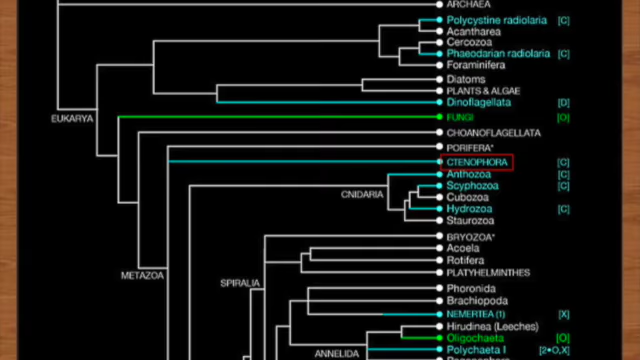 ARCHAEA
Polycystine radiolaria [C]
Acantharea
Cercozoa
Phaeodarian radiolaria [C]
Foraminifera
Diatoms
PLANTS & ALGAE
Dinoflagellata [D]
EUKARYA
FUNGI [O]
CHOANOFLAGELLATA
PORIFERA*
CTENOPHORA [C]
Anthozoa [C]
Scyphozoa [C]
CNIDARIA
Cubozoa
Hydrozoa [C]
Staurozoa
BRYOZOA*
Acoela
Rotifera
METAZOA
PLATYHELMINTHES
SPIRALIA
Phoronida
Brachiopoda
NEMERTEA (1) [X]
Hirudinea (Leeches)
Oligochaeta [O]
ANNELIDA
Polychaeta I [2•O,X]